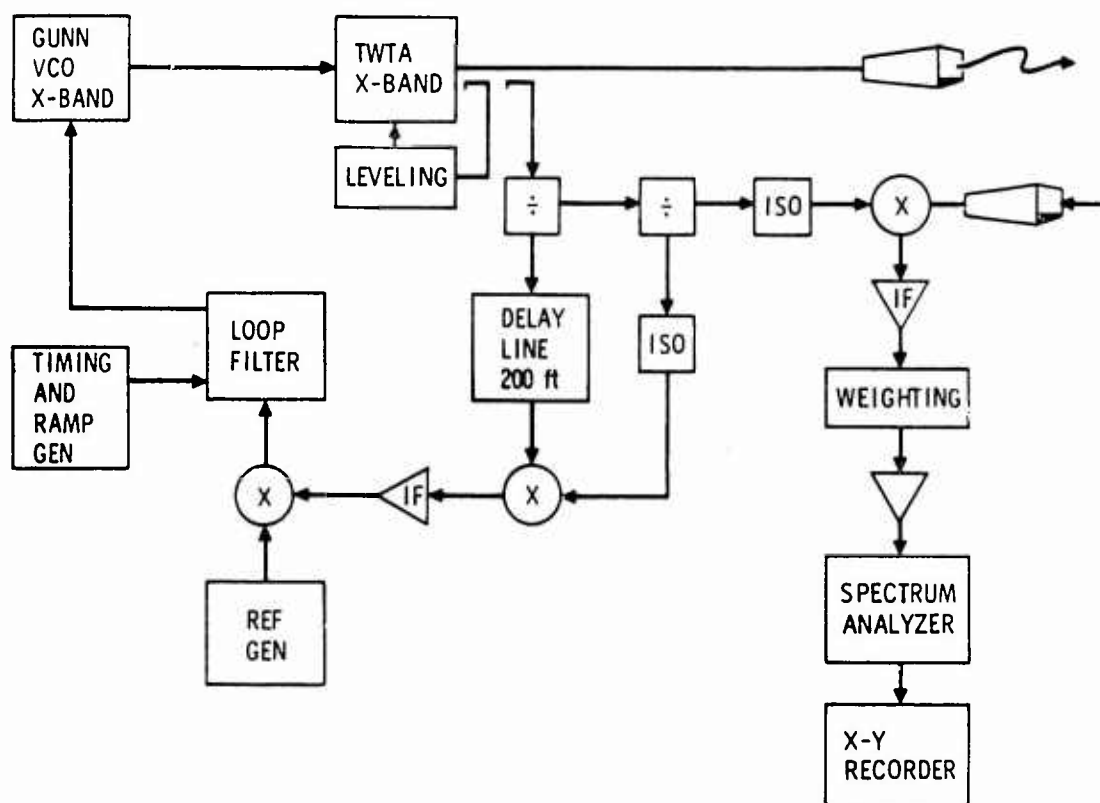 GUNN
VCO
X-BAND
TWTA
X-BAND
LEVELING
÷
÷
ISO
X
IF
DELAY
LINE
200 ft
ISO
LOOP
FILTER
TIMING
AND
RAMP
GEN
WEIGHTING
X
IF
X
REF
GEN
SPECTRUM
ANALYZER
X-Y
RECORDER